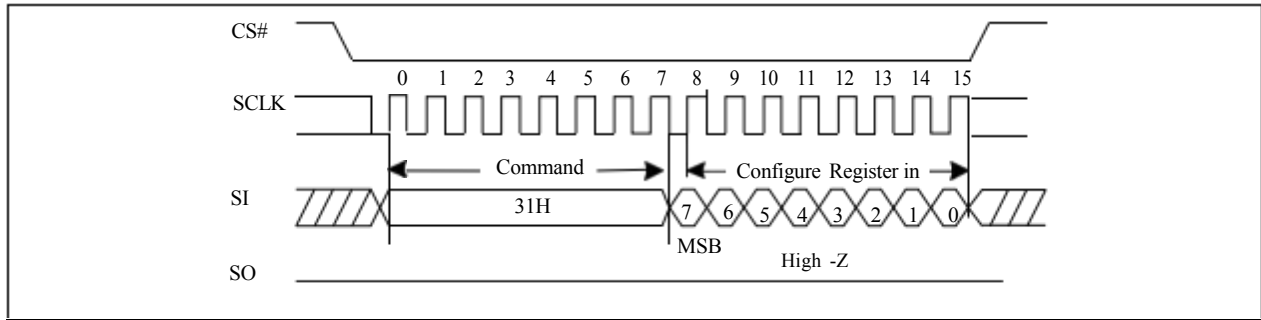 CS#
0 1 2 3 4 5 6 7 8 9 10 11 12 13 14 15
SCLK
Command Configure Register in
SI 31H 7 6 5 4 3 2 1 0
MSB
High -Z
SO